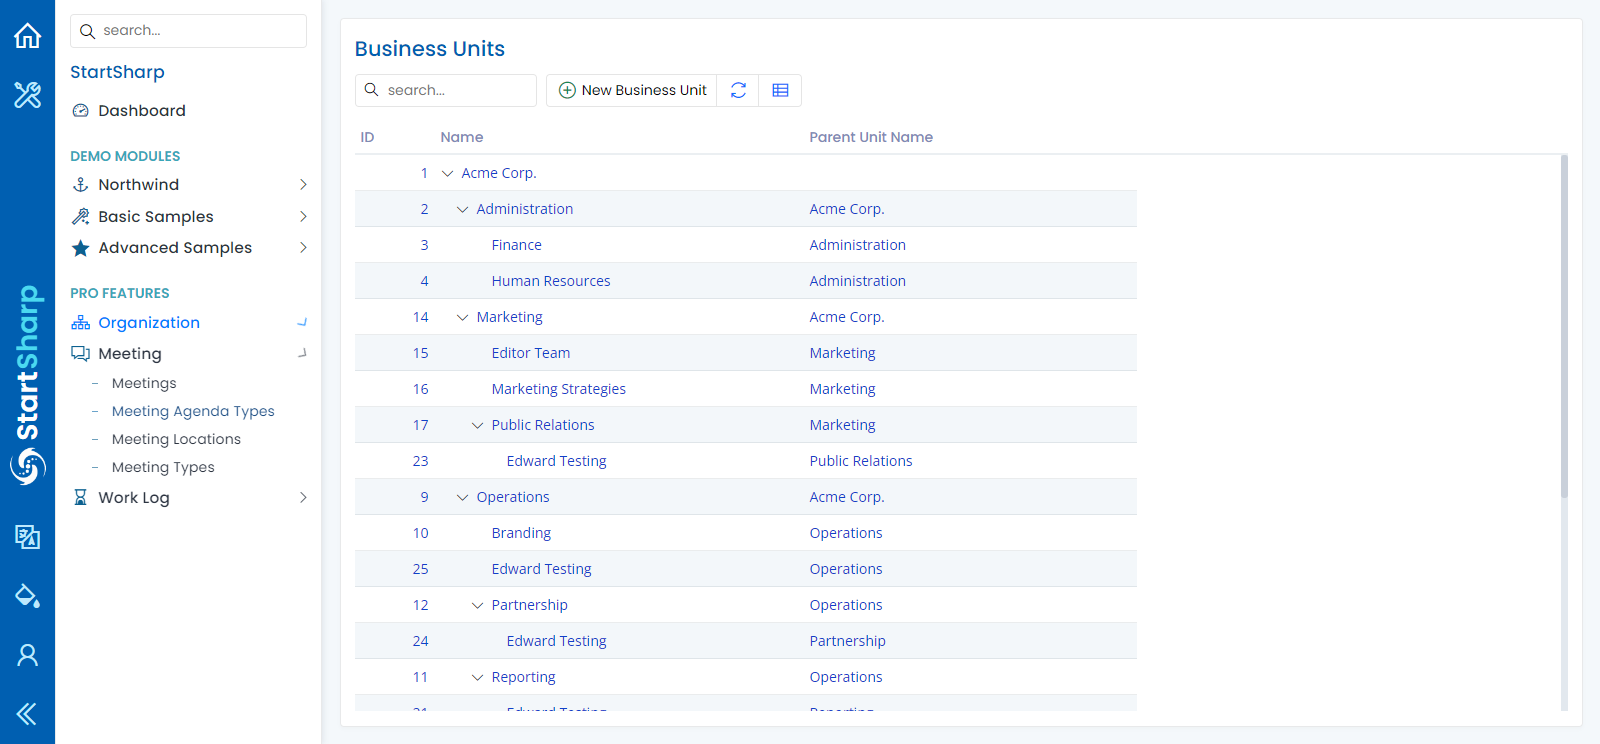 search...
StartSharp
Dashboard
DEMO MODULES
Northwind
Basic Samples
Advanced Samples
PRO FEATURES
Organization
Meeting
- Meetings
- Meeting Agenda Types
- Meeting Locations
- Meeting Types
Work Log
StartSharp
Business Units
search...
New Business Unit
ID Name Parent Unit Name
1 Acme Corp.
2 Administration Acme Corp.
3 Finance Administration
4 Human Resources Administration
14 Marketing Acme Corp.
15 Editor Team Marketing
16 Marketing Strategies Marketing
17 Public Relations Marketing
23 Edward Testing Public Relations
9 Operations Acme Corp.
10 Branding Operations
25 Edward Testing Operations
12 Partnership Operations
24 Edward Testing Partnership
11 Reporting Operations
21 Edward Testing Reporting